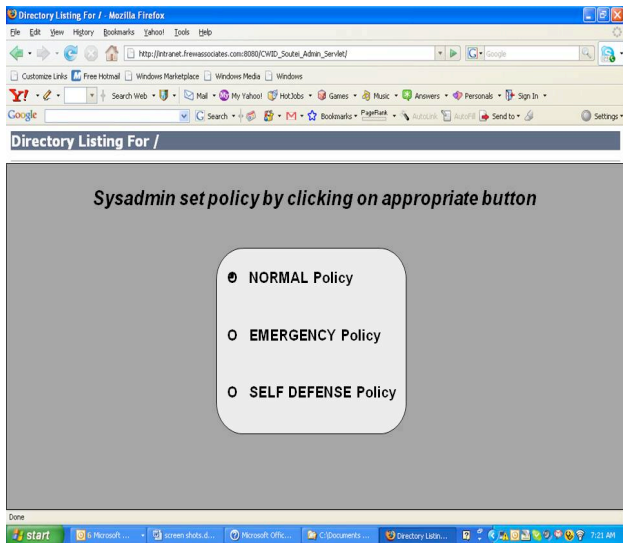 Directory Listing For / - Mozilla Firefox
File Edit View History Bookmarks Yahoo! Tools Help
http://intranet.frewassociates.com:8080/CWID_Soutei_Admin_Servlet/ Google
Customize Links Free Hotmail Windows Marketplace Windows Media Windows
Y! Search Web Mail My Yahoo! HotJobs Games Music Answers Personals Sign In
Google Search Bookmarks PageRank AutoLink AutoFill Send to Settings
Directory Listing For /
Sysadmin set policy by clicking on appropriate button
NORMAL Policy
EMERGENCY Policy
SELF DEFENSE Policy
Done
start 6 Microsoft ... screen shots.d... Microsoft Offic... C:\Documents ... Directory Listin... 7:21 AM